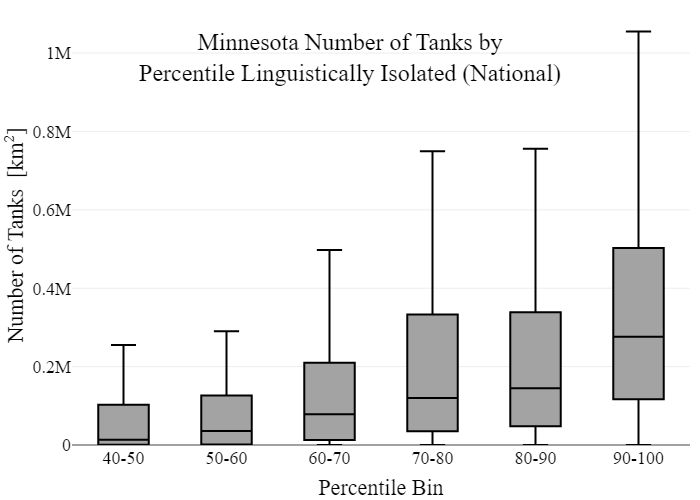 Minnesota Number of Tanks by
Percentile Linguistically Isolated (National)
Number of Tanks [km²]
1M
0.8M
0.6M
0.4M
0.2M
0
40-50
50-60
60-70
70-80
80-90
90-100
Percentile Bin